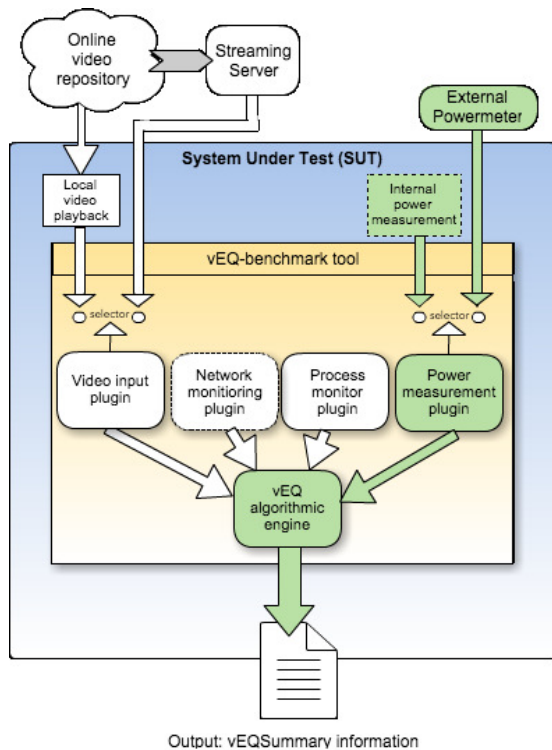 Online
video
repository
Streaming
Server
External
Powermeter
System Under Test (SUT)
Local
video
playback
Internal
power
measurement
vEQ-benchmark tool
selector
selector
Video input
plugin
Network
monitoring
plugin
Process
monitor
plugin
Power
measurement
plugin
vEQ
algorithmic
engine
Output: vEQSummary information